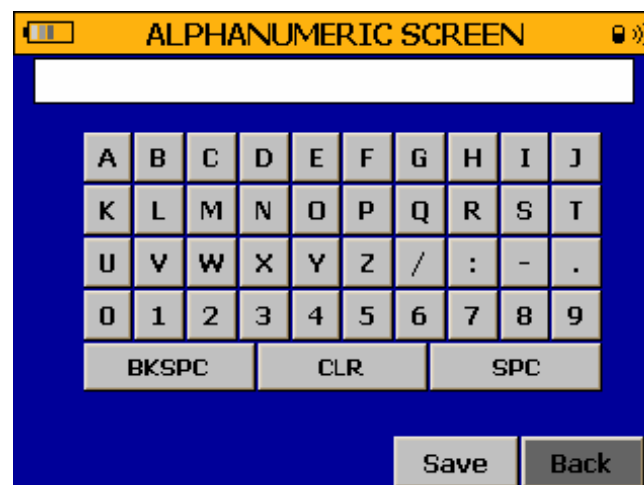 ALPHANUMERIC SCREEN
A B C D E F G H I J
K L M N O P Q R S T
U V W X Y Z / : - .
0 1 2 3 4 5 6 7 8 9
BKSPC CLR SPC
Save Back